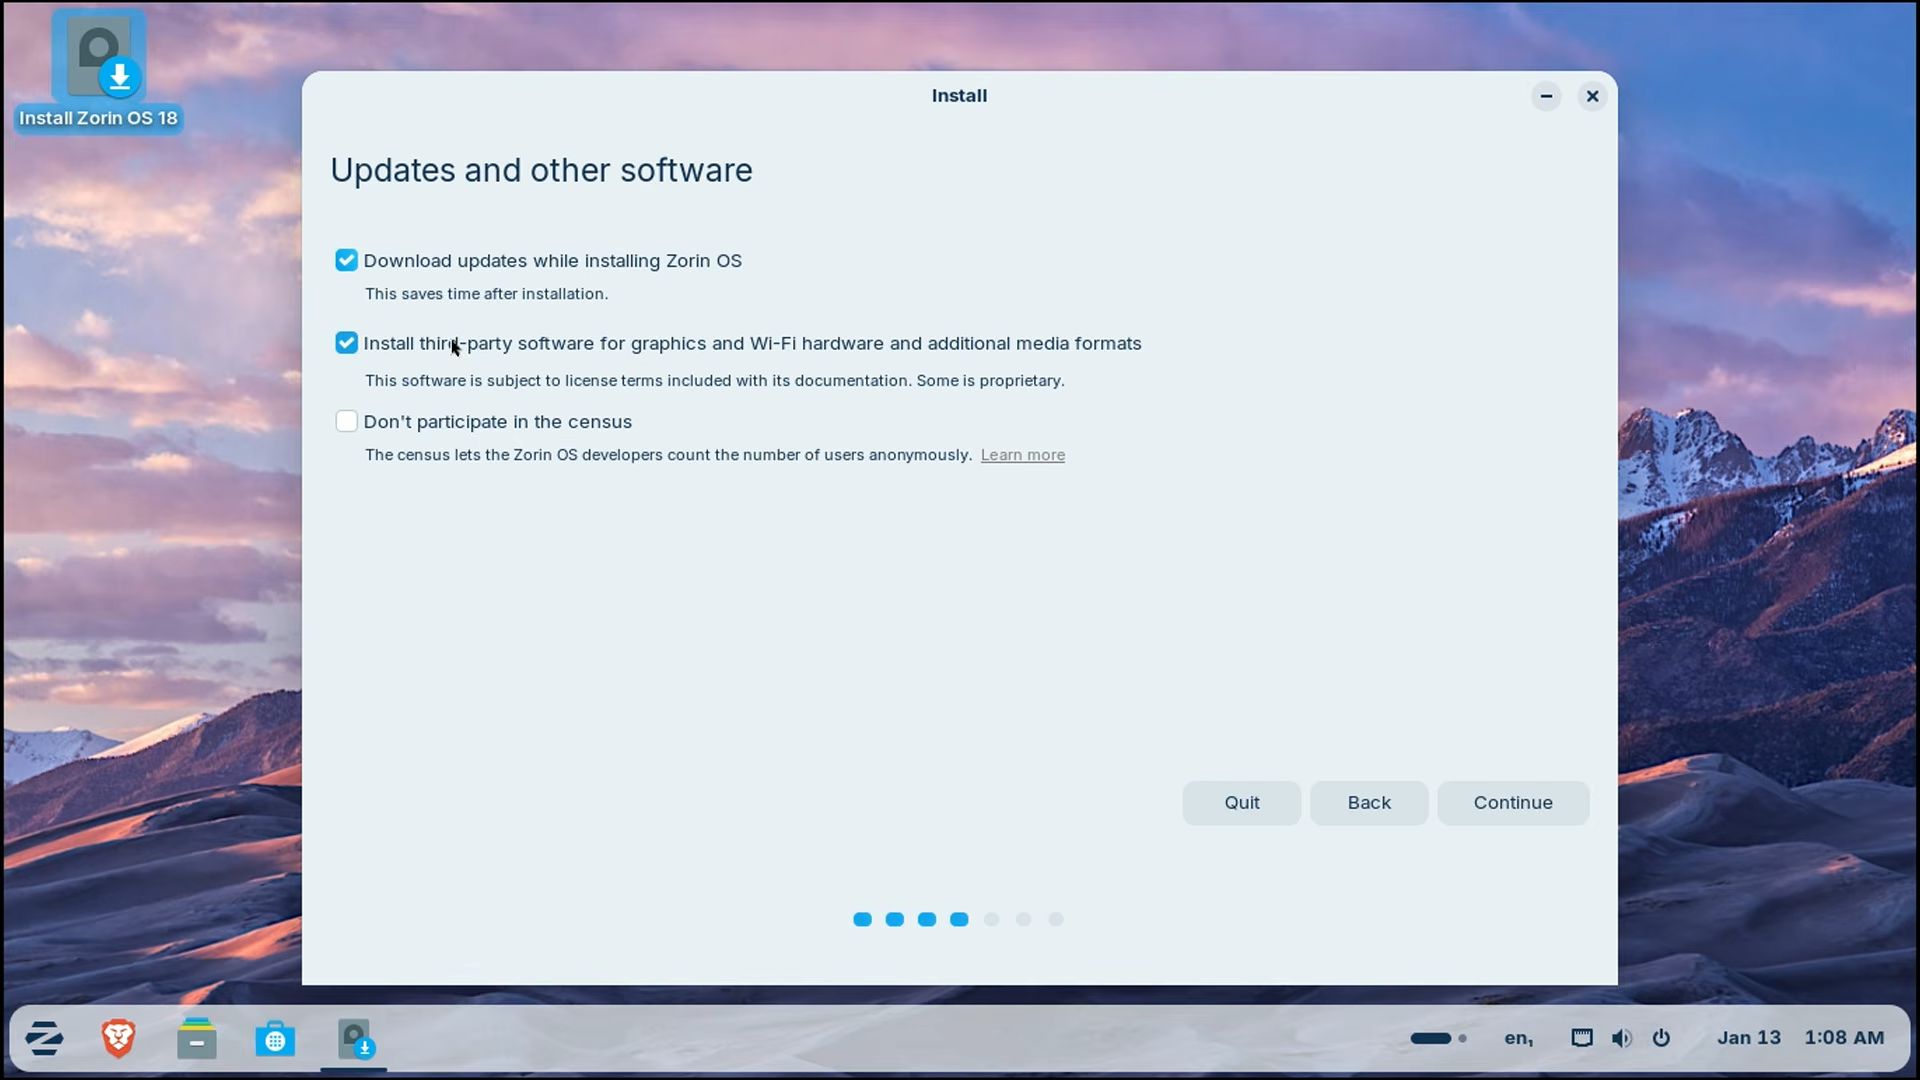 Install Zorin OS 18
Install
Updates and other software
Download updates while installing Zorin OS
This saves time after installation.
Install third-party software for graphics and Wi-Fi hardware and additional media formats
This software is subject to license terms included with its documentation. Some is proprietary.
Don't participate in the census
The census lets the Zorin OS developers count the number of users anonymously. Learn more
Quit Back Continue
en₁ Jan 13 1:08 AM